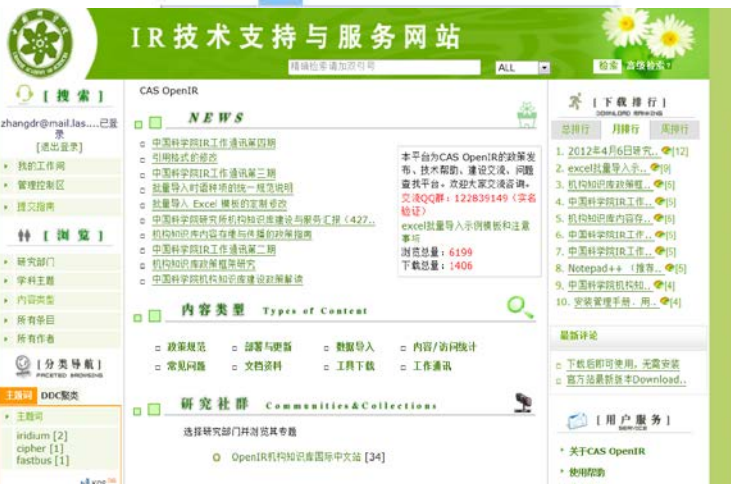 IR技术支持与服务网站
精确检索请加双引号
ALL
检索 高级检索
[ 搜 索 ]
zhangdr@mail.las....已登录
[退出登录]
我的工作间
管理控制区
提交指南
[ 浏 览 ]
研究部门
学科主题
内容类型
所有条目
所有作者
[分类导航]
FACETED BROWSING
主题词 DDC聚类
主题词
iridium [2]
cipher [1]
fastbus [1]
CAS OpenIR
NEWS
中国科学院IR工作通讯第四期
引用格式的修改
中国科学院IR工作通讯第三期
批量导入时语种项的统一规范说明
批量导入 Excel 模板的定制修改
中国科学院研究所机构知识库建设与服务汇报(427..
机构知识库内容存缴与传播的政策指南
中国科学院IR工作通讯第二期
机构知识库政策框架研究
中国科学院机构知识库建设政策解读
本平台为CAS OpenIR的政策发
布、技术帮助、建设交流、问题
查找平台。欢迎大家交流咨询。
交流QQ群:122839149(实名
验证)
excel批量导入示例模板和注意
事项
浏览总量:6199
下载总量:1406
内容类型 Types of Content
政策规范 部署与更新 数据导入 内容/访问统计
常见问题 文档资料 工具下载 工作通讯
研究社群 Communities&Collections
选择研究部门并浏览其专题
OpenIR机构知识库国际中文站 [34]
[下载排行]
DOWNLOAD RANKING
总排行 月排行 周排行
1. 2012年4月6日研究..[12]
2. excel批量导入示..[9]
3. 机构知识库政策框..[5]
4. 中国科学院IR工作..[5]
5. 机构知识库内容存..[5]
6. 中国科学院IR工作..[5]
7. 中国科学院IR工作..[5]
8. Notepad++ (推荐..[5]
9. 中国科学院机构知..[4]
10. 安装管理手册．用..[4]
最新评论
下载后即可使用，无需安装
官方站最新版本Download..
[用户服务]
SERVICE
关于CAS OpenIR
使用帮助